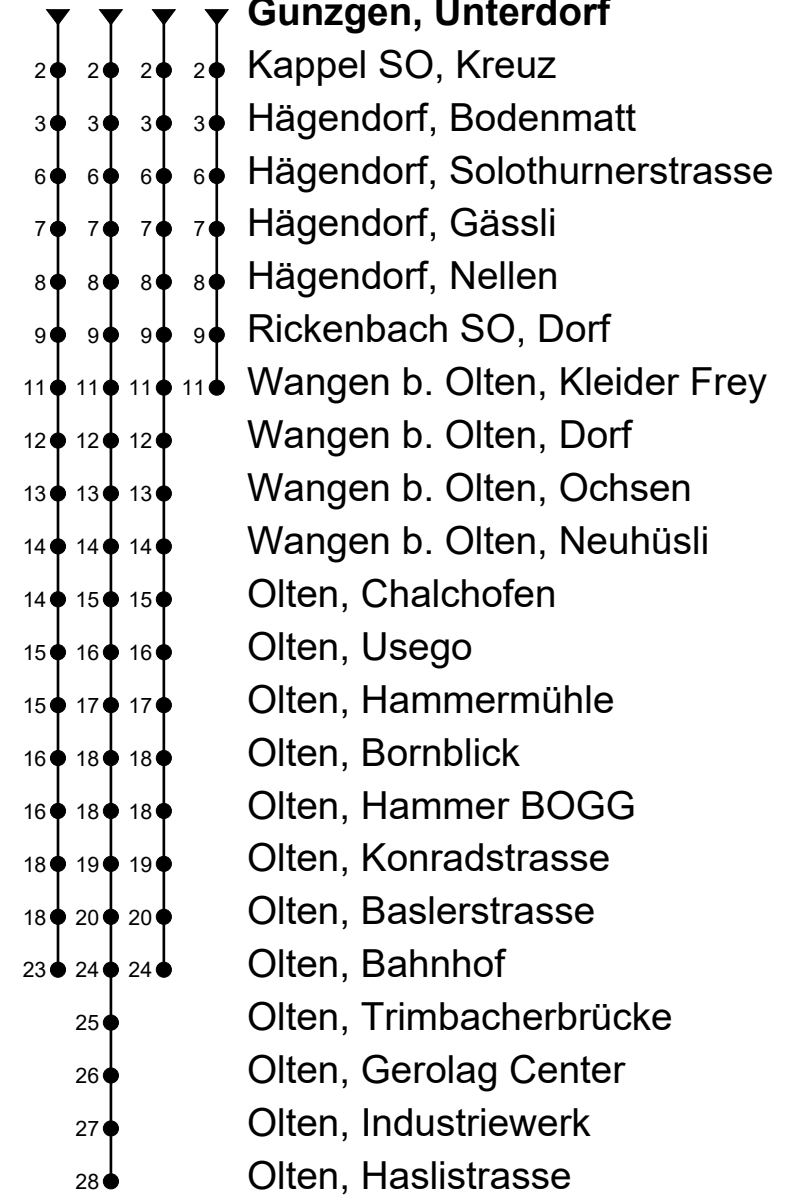 Gunzgen, Unterdorf
2 2 2 2 Kappel SO, Kreuz
3 3 3 3 Hägendorf, Bodenmatt
6 6 6 6 Hägendorf, Solothurnerstrasse
7 7 7 7 Hägendorf, Gässli
8 8 8 8 Hägendorf, Nellen
9 9 9 9 Rickenbach SO, Dorf
11 11 11 11 Wangen b. Olten, Kleider Frey
12 12 12 Wangen b. Olten, Dorf
13 13 13 Wangen b. Olten, Ochsen
14 14 14 Wangen b. Olten, Neuhüsli
14 15 15 Olten, Chalchofen
15 16 16 Olten, Usego
15 17 17 Olten, Hammermühle
16 18 18 Olten, Bornblick
16 18 18 Olten, Hammer BOGG
18 19 19 Olten, Konradstrasse
18 20 20 Olten, Baslerstrasse
23 24 24 Olten, Bahnhof
25 Olten, Trimbacherbrücke
26 Olten, Gerolag Center
27 Olten, Industriewerk
28 Olten, Haslistrasse